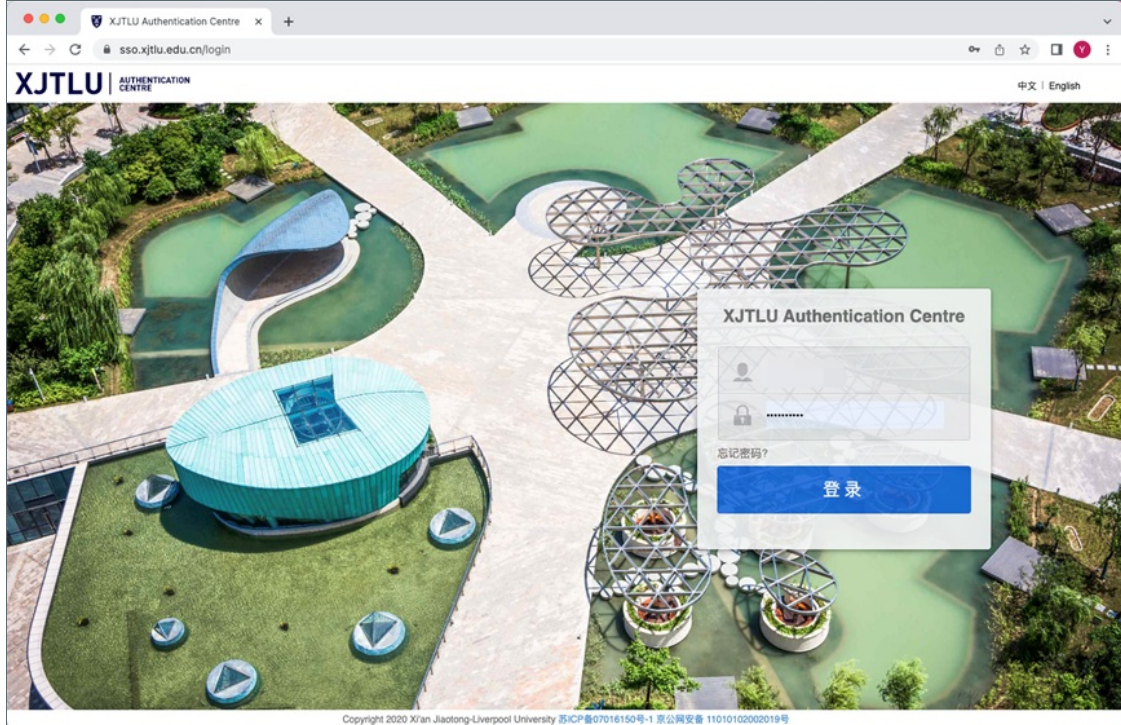 XJTLU Authentication Centre
sso.xjtlu.edu.cn/login
Y
XJTLU AUTHENTICATION
CENTRE
中文 | English
XJTLU Authentication Centre
忘记密码?
登录
Copyright 2020 Xi'an Jiaotong-Liverpool University 苏ICP备07016150号-1 京公网安备 11010102002019号